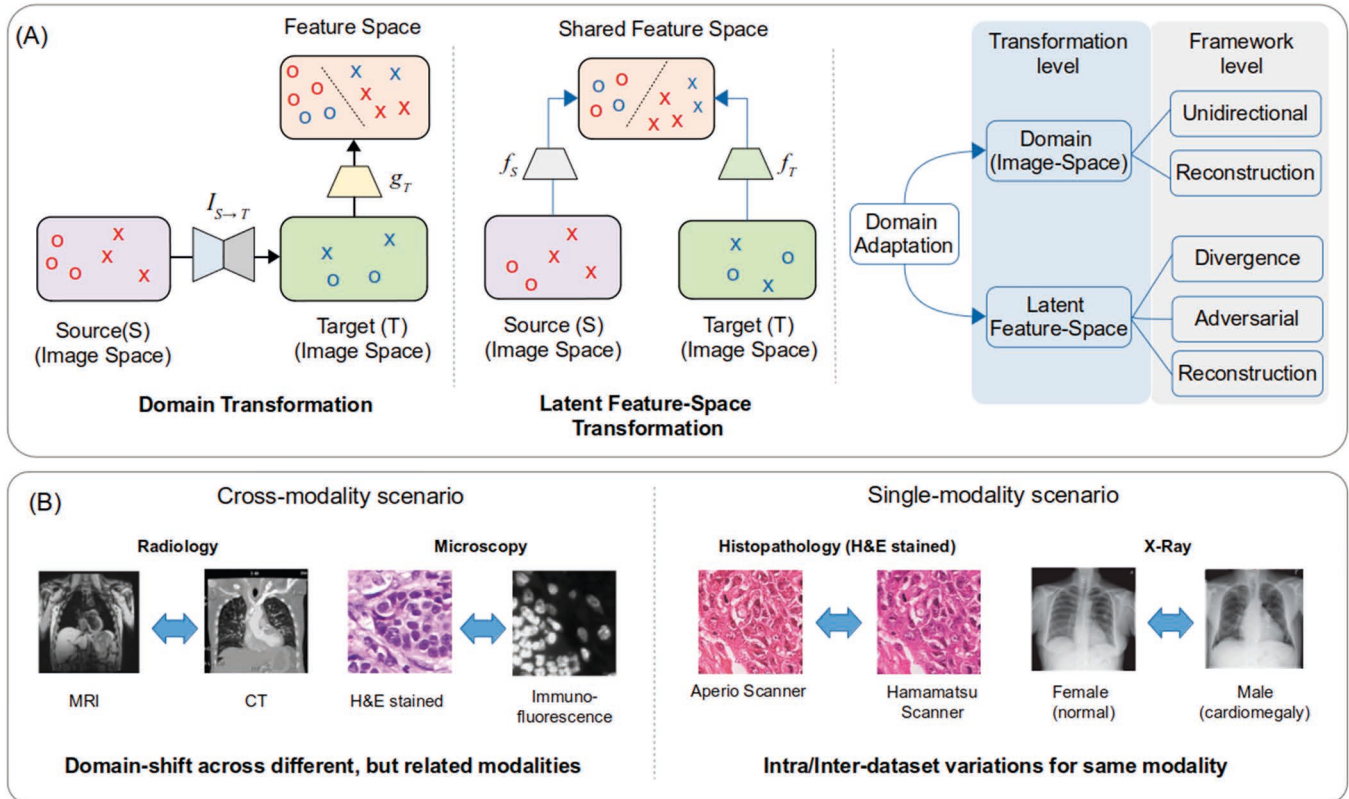 (A)
Feature Space
g_T
I_{S→T}
Source(S)
(Image Space)
Target (T)
(Image Space)
Domain Transformation
Shared Feature Space
f_S
f_T
Source (S)
(Image Space)
Target (T)
(Image Space)
Latent Feature-Space
Transformation
Transformation
level
Framework
level
Domain
Adaptation
Domain
(Image-Space)
Unidirectional
Reconstruction
Latent
Feature-Space
Divergence
Adversarial
Reconstruction
(B)
Cross-modality scenario
Radiology
Microscopy
MRI
CT
H&E stained
Immuno-
fluorescence
Domain-shift across different, but related modalities
Single-modality scenario
Histopathology (H&E stained)
X-Ray
Aperio Scanner
Hamamatsu
Scanner
Female
(normal)
Male
(cardiomegaly)
Intra/Inter-dataset variations for same modality